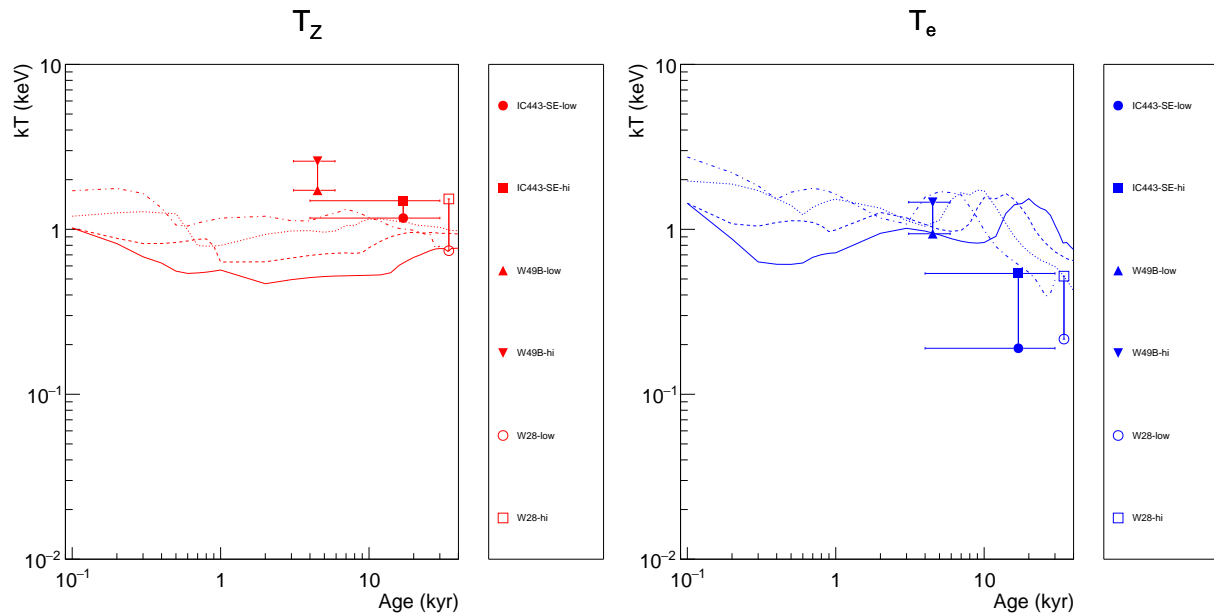 T_Z
kT (keV)
10
1
10^−1
10^−2
10^−1
1
10
Age (kyr)
IC443-SE-low
IC443-SE-hi
W49B-low
W49B-hi
W28-low
W28-hi
T_e
kT (keV)
10
1
10^−1
10^−2
10^−1
1
10
Age (kyr)
IC443-SE-low
IC443-SE-hi
W49B-low
W49B-hi
W28-low
W28-hi